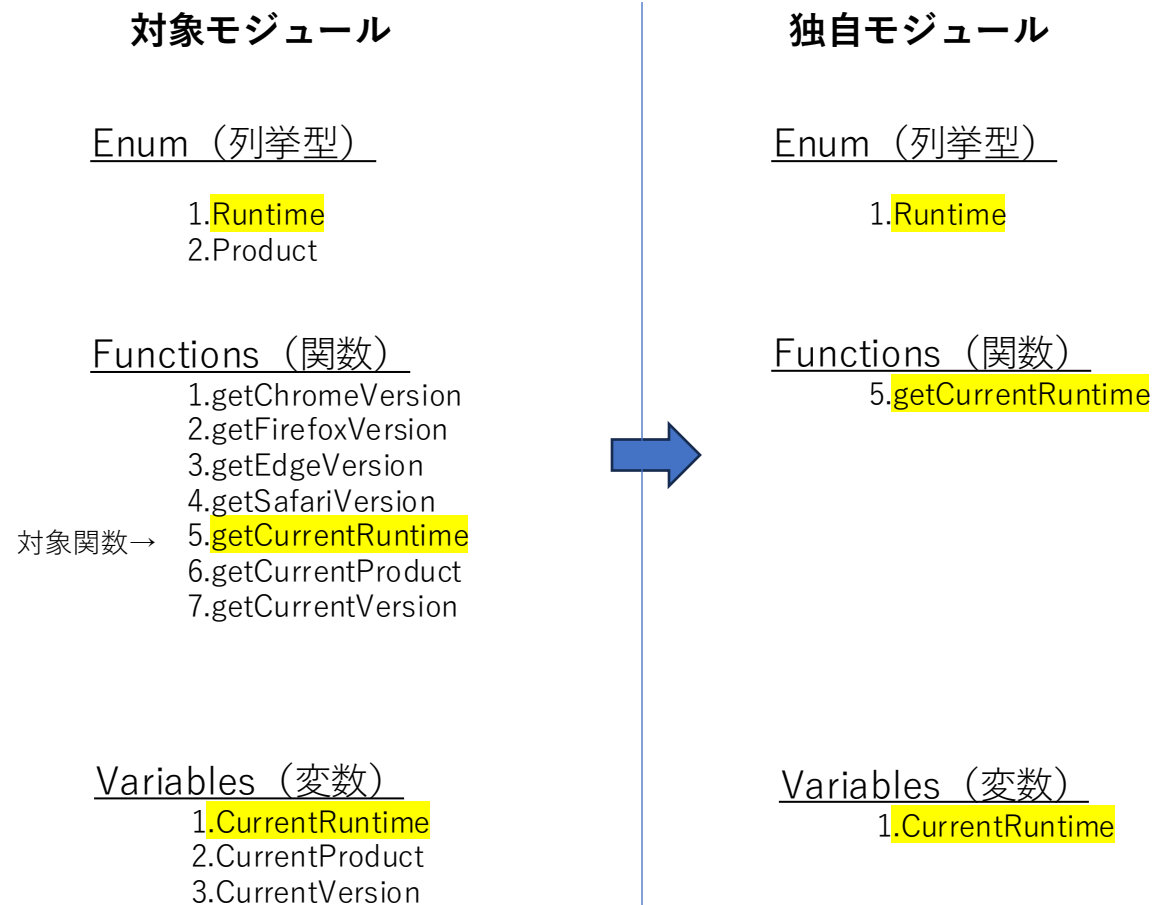 対象モジュール
Enum（列挙型）
1.Runtime
2.Product
Functions（関数）
1.getChromeVersion
2.getFirefoxVersion
3.getEdgeVersion
4.getSafariVersion
対象関数→ 5.getCurrentRuntime
6.getCurrentProduct
7.getCurrentVersion
Variables（変数）
1.CurrentRuntime
2.CurrentProduct
3.CurrentVersion
独自モジュール
Enum（列挙型）
1.Runtime
Functions（関数）
5.getCurrentRuntime
Variables（変数）
1.CurrentRuntime